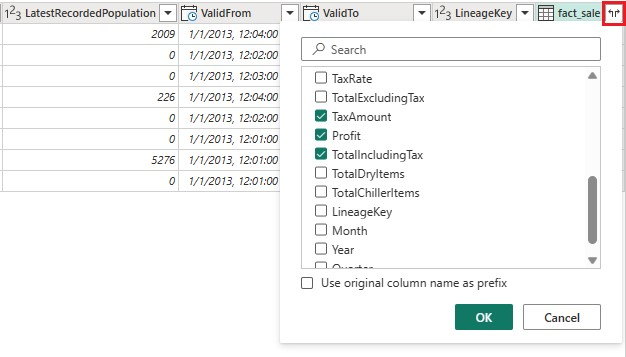 1²3 LatestRecordedPopulation ValidFrom ValidTo 1²3 LineageKey fact_sale
2009 1/1/2013, 12:04:00
0 1/1/2013, 12:02:00
0 1/1/2013, 12:03:00
226 1/1/2013, 12:04:00
0 1/1/2013, 12:02:00
0 1/1/2013, 12:01:00
5276 1/1/2013, 12:01:00
0 1/1/2013, 12:01:00
Search
TaxRate
TotalExcludingTax
TaxAmount
Profit
TotalIncludingTax
TotalDryItems
TotalChillerItems
LineageKey
Month
Year
Quarter
Use original column name as prefix
OK Cancel